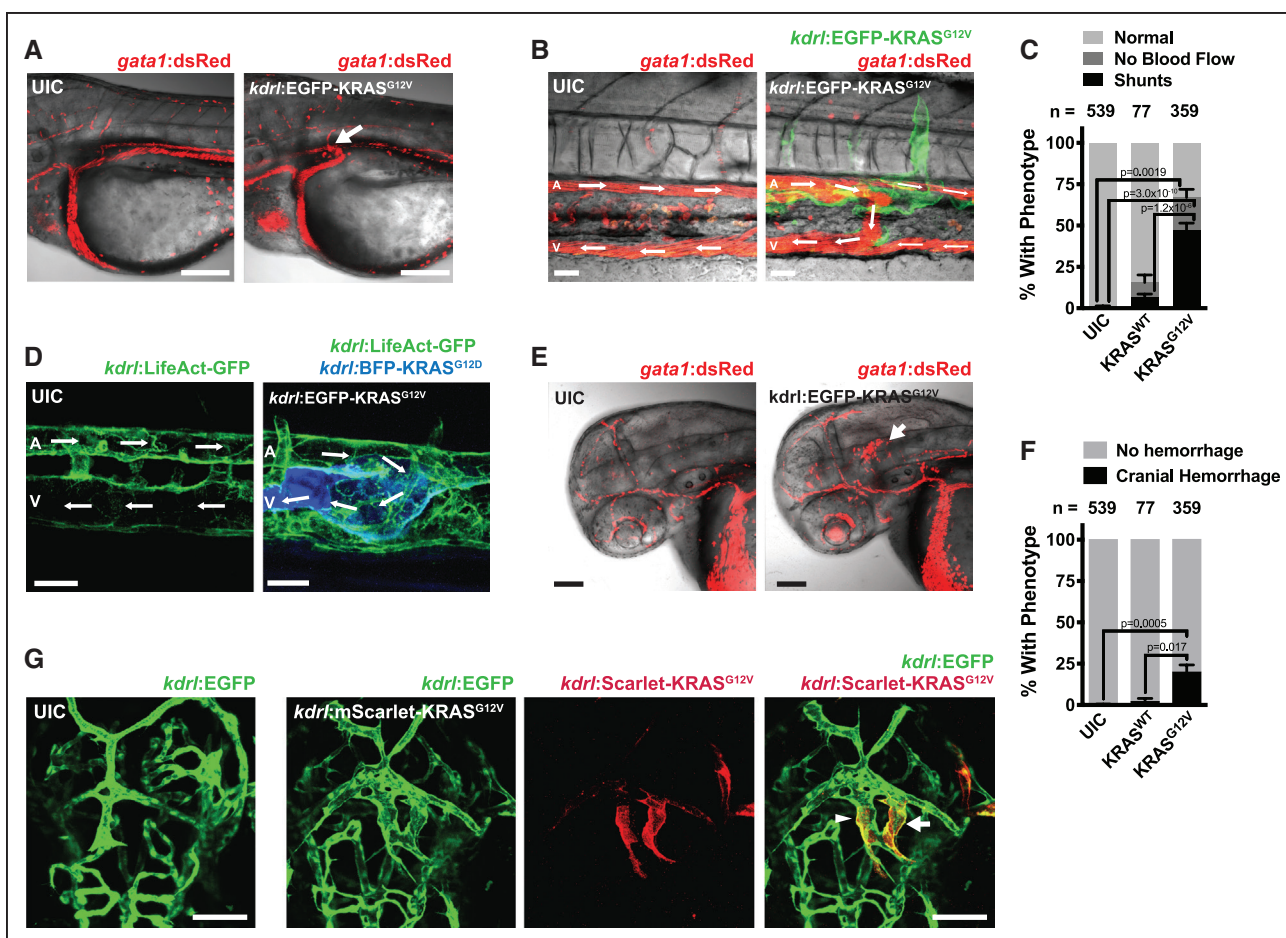 A
gata1:dsRed
gata1:dsRed
UIC
kdrl:EGFP-KRASG12V
B
kdrl:EGFP-KRASG12V
gata1:dsRed
gata1:dsRed
UIC
kdrl:EGFP-KRASG12V
A
V
A
V
C
Normal
No Blood Flow
Shunts
n = 539 77 359
% With Phenotype
100
75
50
25
0
p=0.0019
p=3.0x10-10
UIC
KRASWT
KRASG12V
D
kdrl:LifeAct-GFP
kdrl:LifeAct-GFP
kdrl:BFP-KRASG12D
UIC
kdrl:EGFP-KRASG12V
A
V
A
V
E
gata1:dsRed
gata1:dsRed
UIC
kdrl:EGFP-KRASG12V
F
No hemorrhage
Cranial Hemorrhage
n = 539 77 359
% With Phenotype
100
75
50
25
0
p=0.0005
p=0.017
UIC
KRASWT
KRASG12V
G
kdrl:EGFP
kdrl:EGFP
kdrl:Scarlet-KRASG12V
kdrl:EGFP
kdrl:Scarlet-KRASG12V
UIC
kdrl:mScarlet-KRASG12V